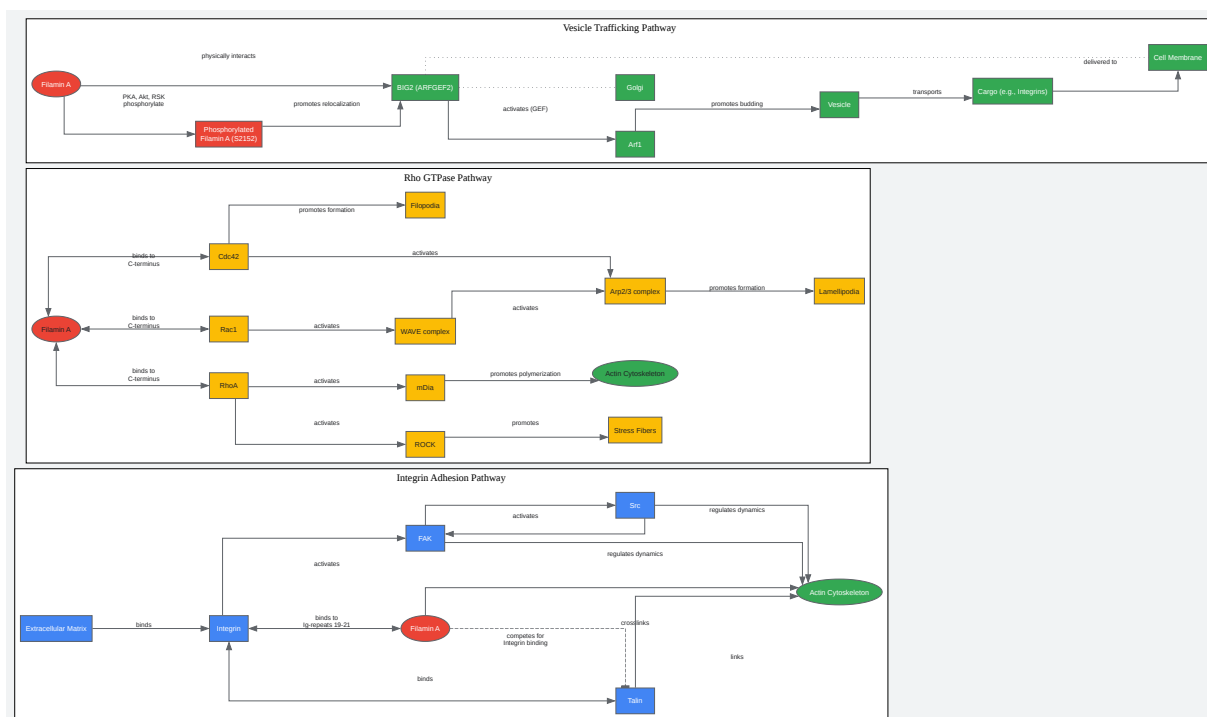 Vesicle Trafficking Pathway
physically interacts
Filamin A
PKA, Akt, RSK
phosphorylate
promotes relocalization
Phosphorylated
Filamin A (S2152)
BIG2 (ARFGEF2)
activates (GEF)
Golgi
Arf1
promotes budding
Vesicle
transports
Cargo (e.g., Integrins)
delivered to
Cell Membrane
Rho GTPase Pathway
promotes formation
Filopodia
binds to
C-terminus
Cdc42
activates
Arp2/3 complex
promotes formation
Lamellipodia
Filamin A
binds to
C-terminus
Rac1
activates
WAVE complex
activates
binds to
C-terminus
RhoA
activates
mDia
promotes polymerization
Actin Cytoskeleton
activates
ROCK
promotes
Stress Fibers
Integrin Adhesion Pathway
Src
activates
regulates dynamics
FAK
regulates dynamics
activates
Actin Cytoskeleton
Extracellular Matrix
binds
Integrin
binds to
Ig-repeats 19-21
Filamin A
competes for
Integrin binding
crosslinks
links
binds
Talin